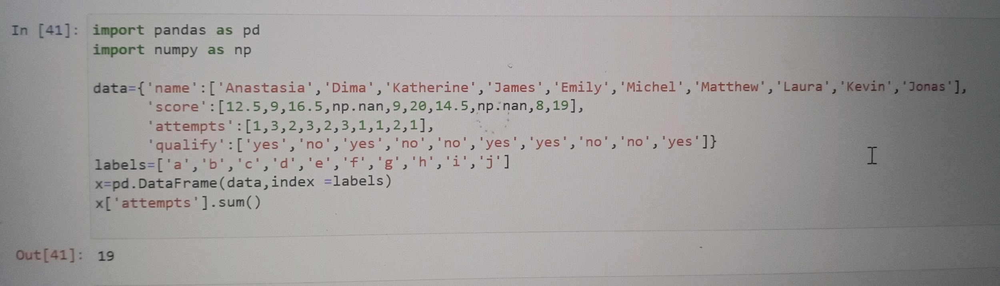 In [41]: import pandas as pd
import numpy as np
data={'name':['Anastasia','Dima','Katherine','James','Emily','Michel','Matthew','Laura','Kevin','Jonas'],
'score':[12.5,9,16.5,np.nan,9,20,14.5,np.nan,8,19],
'attempts':[1,3,2,3,2,3,1,1,2,1],
'qualify':['yes','no','yes','no','no','yes','yes','no','no','yes']}
labels=['a','b','c','d','e','f','g','h','i','j']
x=pd.DataFrame(data,index =labels)
x['attempts'].sum()
Out[41]: 19